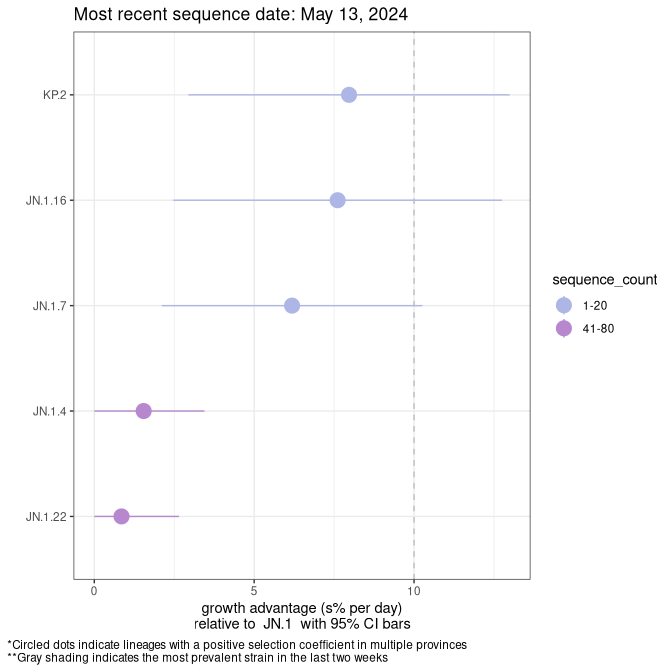 Most recent sequence date: May 13, 2024
KP.2
JN.1.16
JN.1.7
JN.1.4
JN.1.22
sequence_count
1-20
41-80
0 5 10
growth advantage (s% per day)
relative to JN.1 with 95% CI bars
*Circled dots indicate lineages with a positive selection coefficient in multiple provinces
**Gray shading indicates the most prevalent strain in the last two weeks